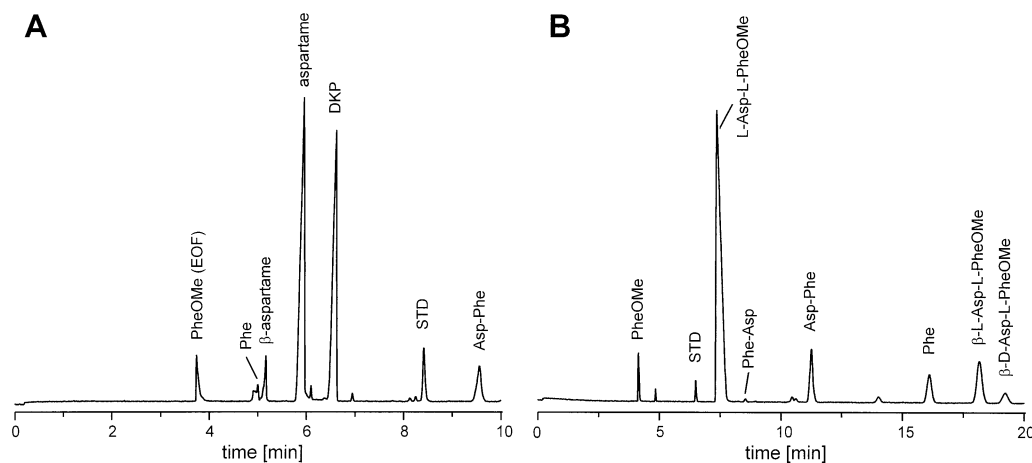 A
PheOMe (EOF)
Phe
β-aspartame
aspartame
DKP
STD
Asp-Phe
0 2 4 6 8 10
time [min]
B
PheOMe
STD
L-Asp-L-PheOMe
Phe-Asp
Asp-Phe
Phe
β-L-Asp-L-PheOMe
β-D-Asp-L-PheOMe
0 5 10 15 20
time [min]